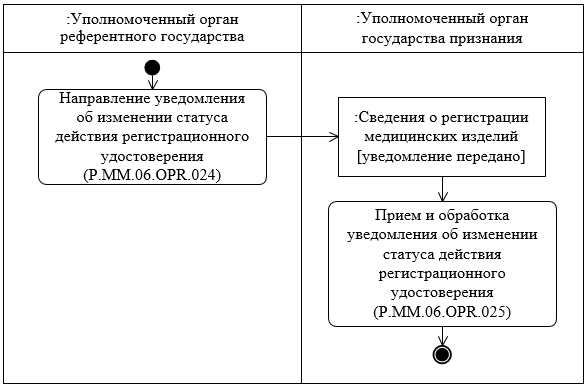 :Уполномоченный орган
референтного государства
:Уполномоченный орган
государства признания
Направление уведомления
об изменении статуса
действия регистрационного
удостоверения
(P.MM.06.OPR.024)
:Сведения о регистрации
медицинских изделий
[уведомление передано]
Прием и обработка
уведомления об изменении
статуса действия
регистрационного
удостоверения
(P.MM.06.OPR.025)